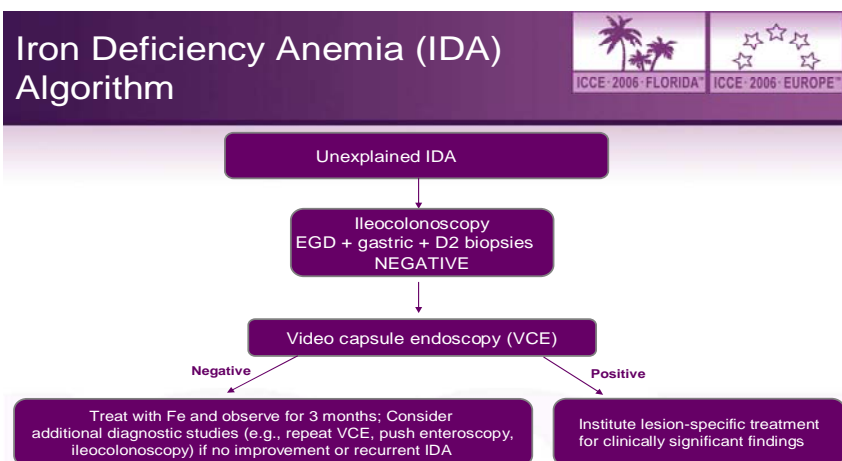 Iron Deficiency Anemia (IDA)
Algorithm
ICCE·2006·FLORIDA™
ICCE·2006·EUROPE™
Unexplained IDA
Ileocolonoscopy
EGD + gastric + D2 biopsies
NEGATIVE
Video capsule endoscopy (VCE)
Negative
Positive
Treat with Fe and observe for 3 months; Consider
additional diagnostic studies (e.g., repeat VCE, push enteroscopy,
ileocolonoscopy) if no improvement or recurrent IDA
Institute lesion-specific treatment
for clinically significant findings